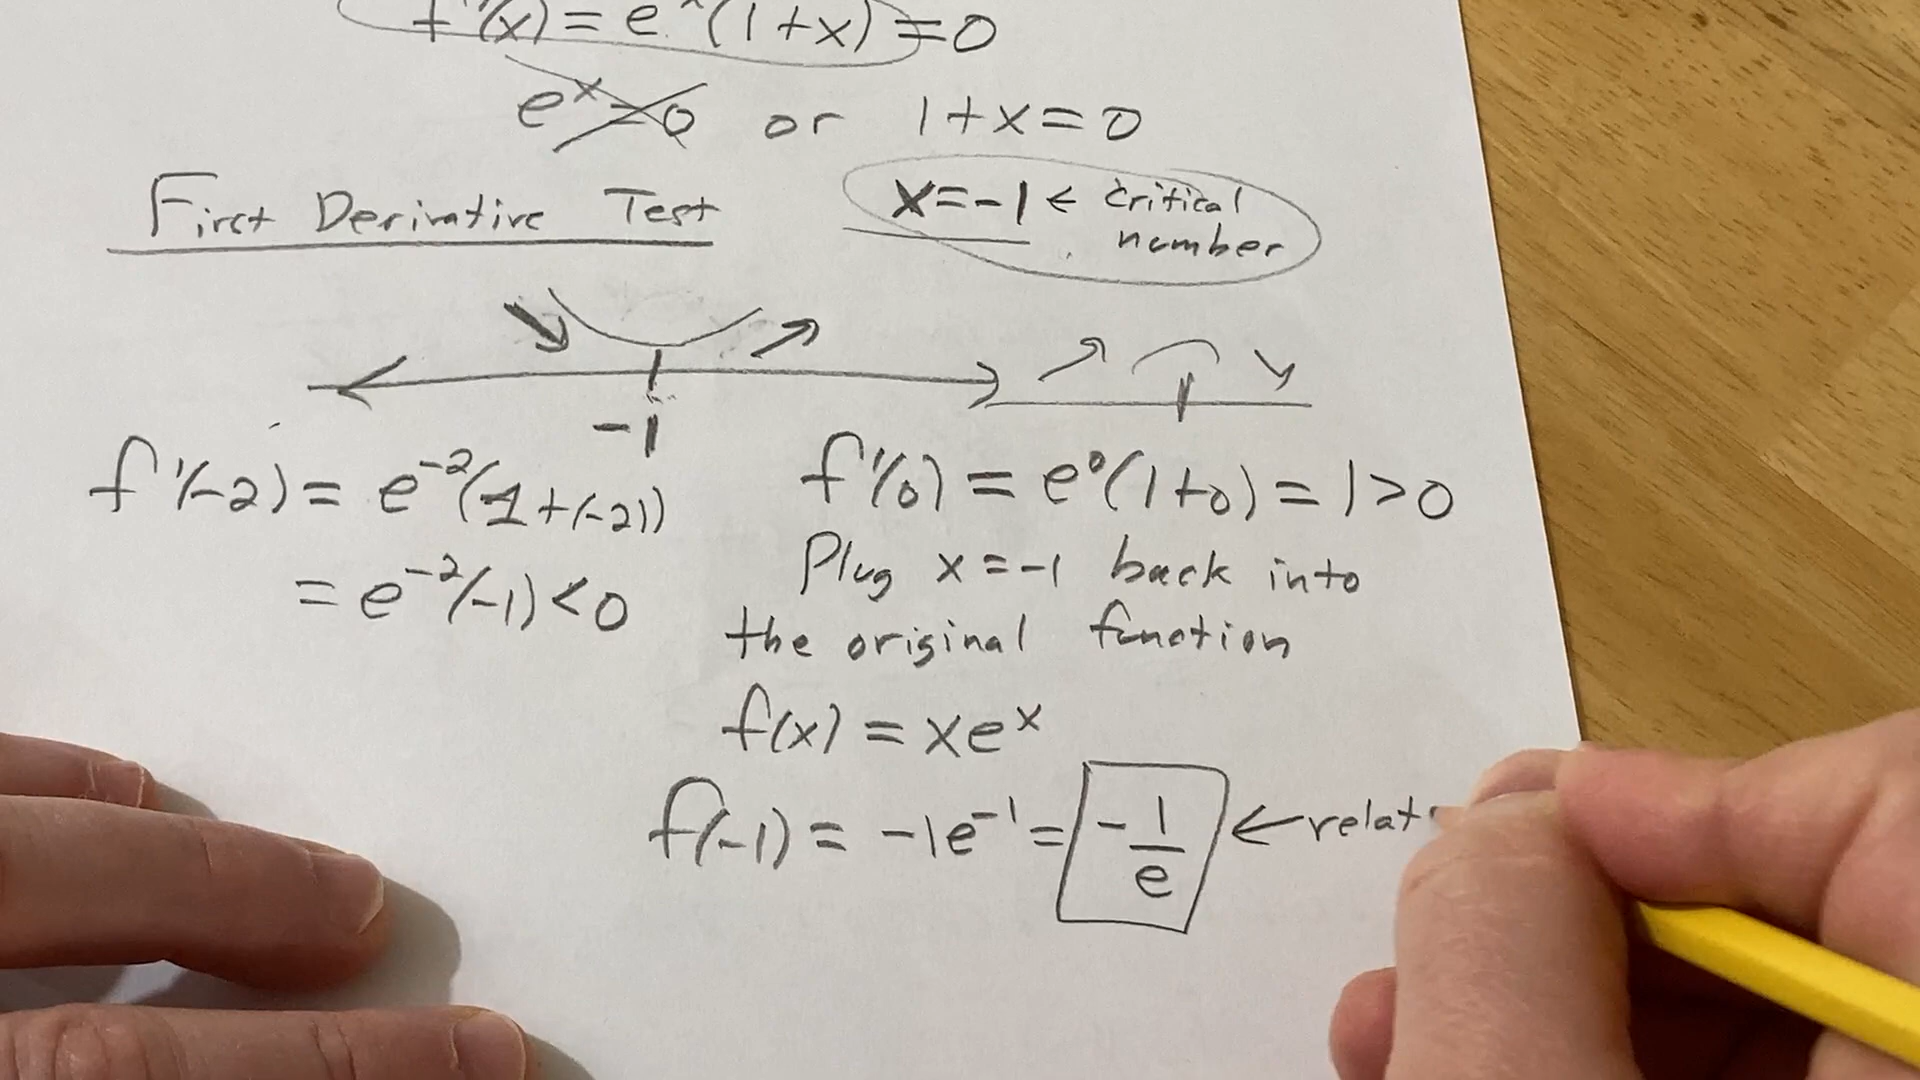 f'(x) = e^x (1+x) = 0
e^x = 0 or 1+x=0
First Derivative Test
x=-1 ← critical number
-1
f'(-2) = e^-2(1+(-2))
= e^-2(-1) < 0
f'(0) = e^0(1+0) = 1 > 0
Plug x=-1 back into
the original function
f(x) = xe^x
f(-1) = -1e^-1 = -1/e ← relat